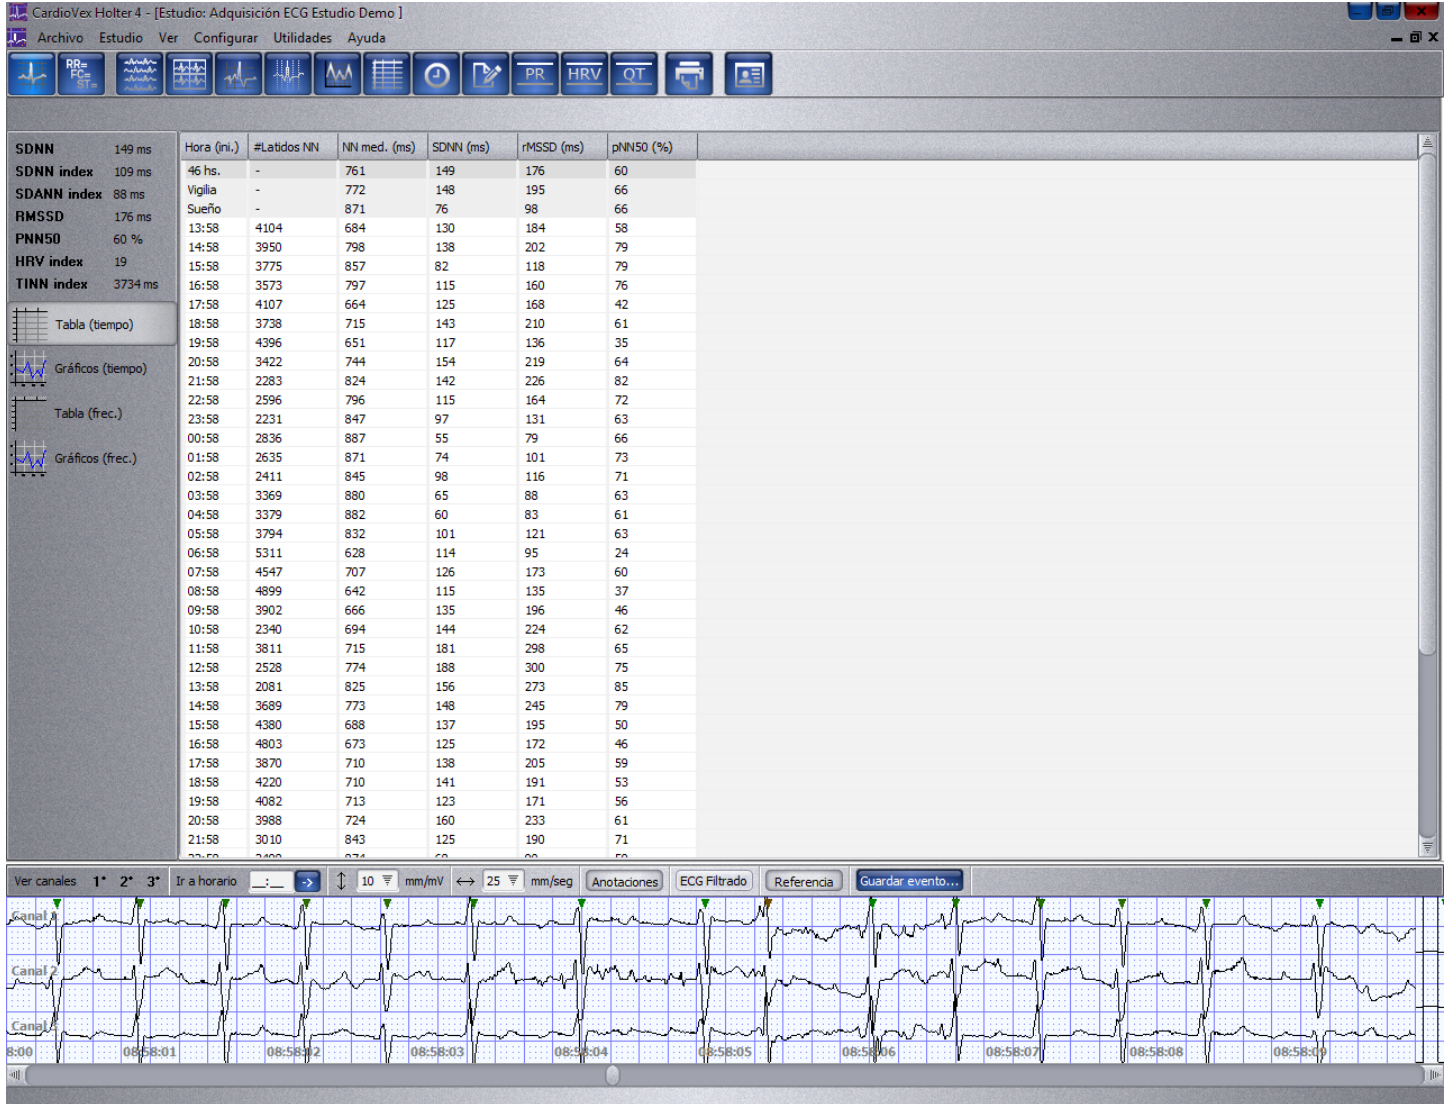 CardioVex Holter 4 - [Estudio: Adquisición ECG Estudio Demo ]
Archivo Estudio Ver Configurar Utilidades Ayuda
RR= FC= ST= PR HRV QT
SDNN 149 ms
SDNN index 109 ms
SDANN index 88 ms
RMSSD 176 ms
PNN50 60 %
HRV index 19
TINN index 3734 ms
Tabla (tiempo)
Gráficos (tiempo)
Tabla (frec.)
Gráficos (frec.)
Hora (ini.) #Latidos NN NN med. (ms) SDNN (ms) rMSSD (ms) pNN50 (%)
46 hs. - 761 149 176 60
Vigilia - 772 148 195 66
Sueño - 871 76 98 66
13:58 4104 684 130 184 58
14:58 3950 798 138 202 79
15:58 3775 857 82 118 79
16:58 3573 797 115 160 76
17:58 4107 664 125 168 42
18:58 3738 715 143 210 61
19:58 4396 651 117 136 35
20:58 3422 744 154 219 64
21:58 2283 824 142 226 82
22:58 2596 796 115 164 72
23:58 2231 847 97 131 63
00:58 2836 887 55 79 66
01:58 2635 871 74 101 73
02:58 2411 845 98 116 71
03:58 3369 880 65 88 63
04:58 3379 882 60 83 61
05:58 3794 832 101 121 63
06:58 5311 628 114 95 24
07:58 4547 707 126 173 60
08:58 4899 642 115 135 37
09:58 3902 666 135 196 46
10:58 2340 694 144 224 62
11:58 3811 715 181 298 65
12:58 2528 774 188 300 75
13:58 2081 825 156 273 85
14:58 3689 773 148 245 79
15:58 4380 688 137 195 50
16:58 4803 673 125 172 46
17:58 3870 710 138 205 59
18:58 4220 710 141 191 53
19:58 4082 713 123 171 56
20:58 3988 724 160 233 61
21:58 3010 843 125 190 71
Ver canales 1* 2* 3* Ir a horario _:_ -> 10 mm/mV 25 mm/seg Anotaciones ECG Filtrado Referencia Guardar evento...
Canal
Canal 2
Canal
8:00 08:58:01 08:58:02 08:58:03 08:58:04 08:58:05 08:58:06 08:58:07 08:58:08 08:58:09